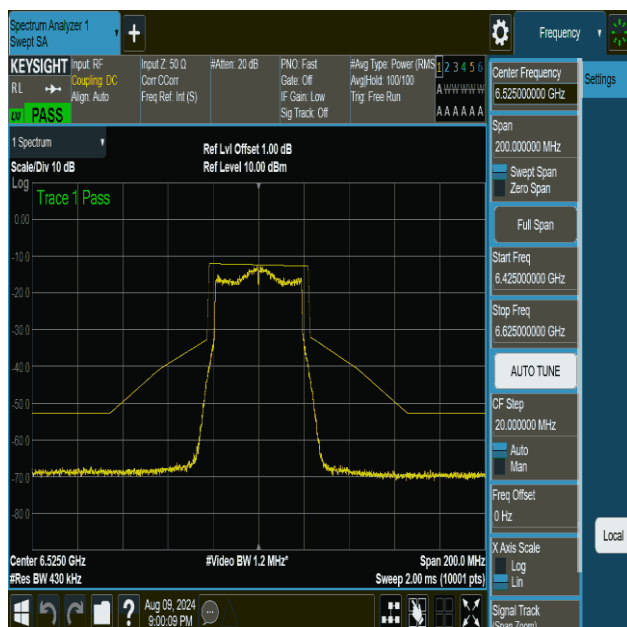 Spectrum Analyzer 1
Swept SA
+
Frequency
KEYSIGHT
RL
PASS
Input: RF
Coupling: DC
Align: Auto
Input Z: 50 Ω
Corr CCorr
Freq Ref: Int (S)
#Atten: 20 dB
PNO: Fast
Gate: Off
IF Gain: Low
Sig Track: Off
#Avg Type: Power (RMS
Avg|Hold: 100/100
Trig: Free Run
1 2 3 4 5 6
A W W W W W
A A A A A A
1 Spectrum
Scale/Div 10 dB
Ref Lvl Offset 1.00 dB
Ref Level 10.00 dBm
Log
Trace 1 Pass
0.00
-10.0
-20.0
-30.0
-40.0
-50.0
-60.0
-70.0
-80.0
Center 6.5250 GHz
#Res BW 430 kHz
#Video BW 1.2 MHz*
Span 200.0 MHz
Sweep 2.00 ms (10001 pts)
Aug 09, 2024
9:00:09 PM
Center Frequency
6.525000000 GHz
Span
200.000000 MHz
Swept Span
Zero Span
Full Span
Start Freq
6.425000000 GHz
Stop Freq
6.625000000 GHz
AUTO TUNE
CF Step
20.000000 MHz
Auto
Man
Freq Offset
0 Hz
X Axis Scale
Log
Lin
Signal Track
(Span Zoom)
Settings
Local